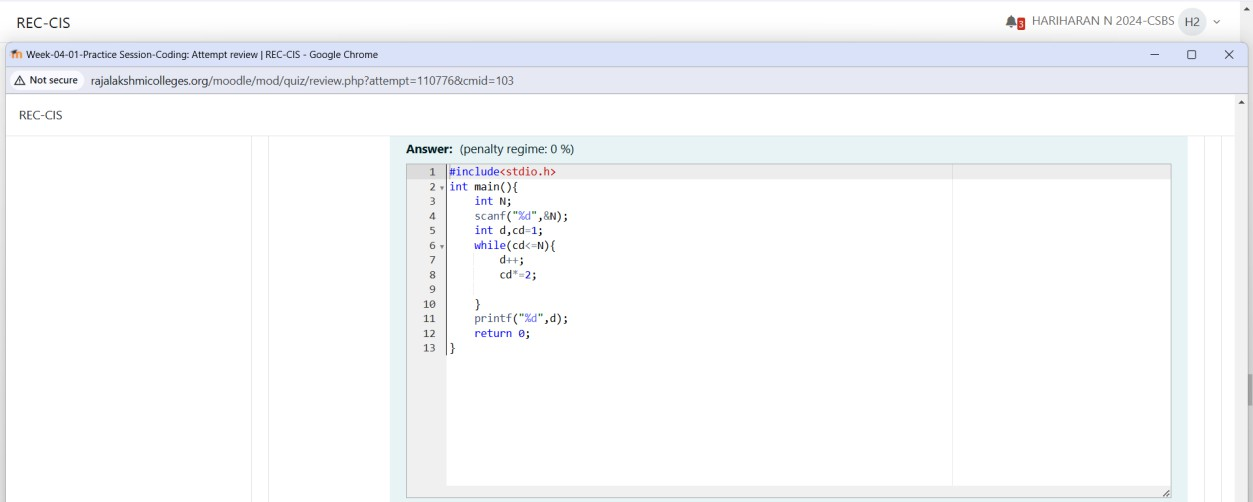 REC-CIS
3
HARIHARAN N 2024-CSBS H2
Week-04-01-Practice Session-Coding: Attempt review | REC-CIS - Google Chrome
Not secure rajalakshmicolleges.org/moodle/mod/quiz/review.php?attempt=110776&cmid=103
REC-CIS
Answer: (penalty regime: 0 %)
1 #include<stdio.h>
2 int main(){
3 int N;
4 scanf("%d",&N);
5 int d,cd=1;
6 while(cd<=N){
7 d++;
8 cd*=2;
9
10 }
11 printf("%d",d);
12 return 0;
13 }